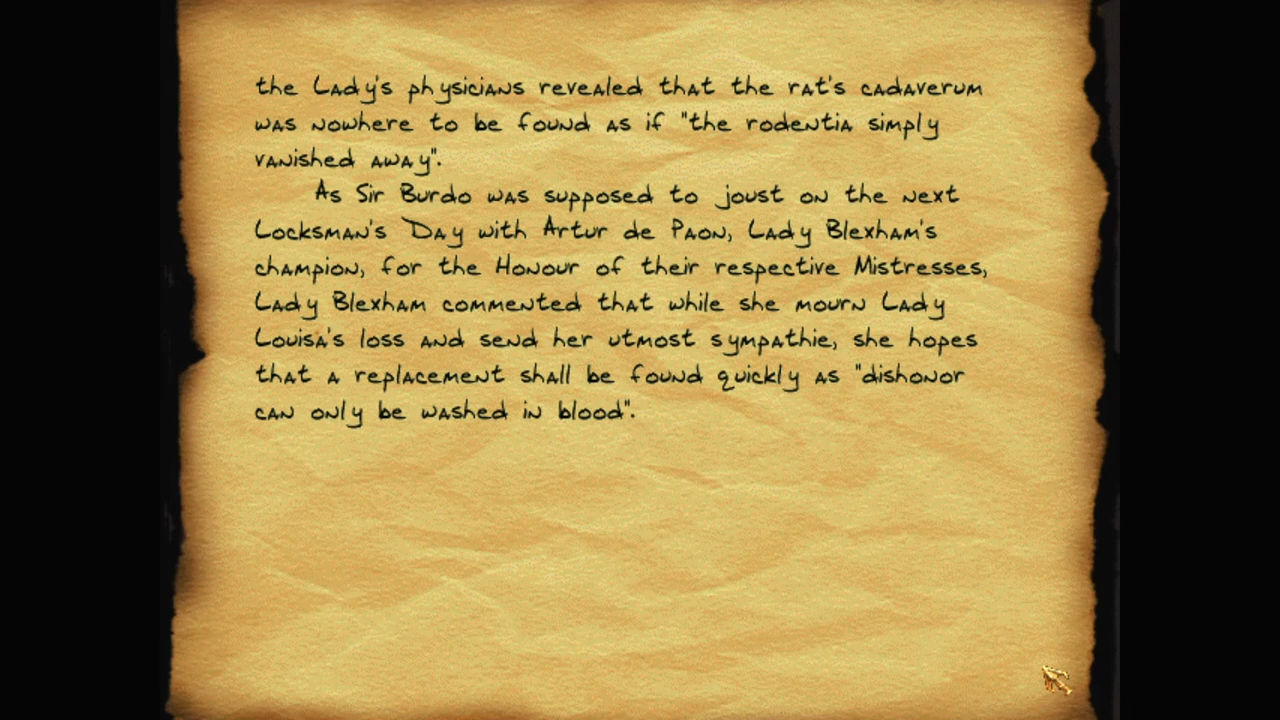 the Lady's physicians revealed that the rat's cadaverum
was nowhere to be found as if "the rodentia simply
vanished away".
As Sir Burdo was supposed to joust on the next
Locksman's Day with Artur de Paon, Lady Blexham's
champion, for the Honour of their respective Mistresses,
Lady Blexham commented that while she mourn Lady
Louisa's loss and send her utmost sympathie, she hopes
that a replacement shall be found quickly as "dishonor
can only be washed in blood".